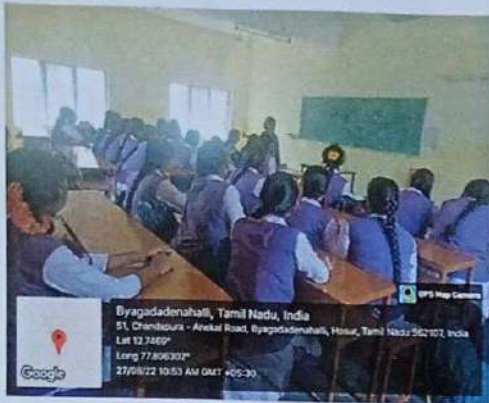 GPS Map Camera
Byagadadenahalli, Tamil Nadu, India
51, Chandapura - Anekal Road, Byagadadenahalli, Hosur, Tamil Nadu 562107, India
Lat 12.7469°
Long 77.806302°
27/08/22 10:53 AM GMT +05:30
Google